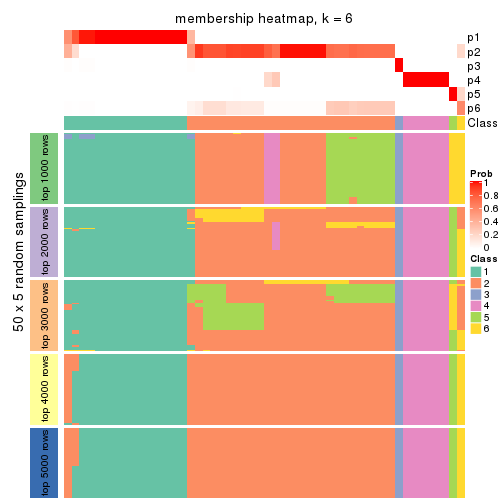 membership heatmap, k = 6
p1
p2
p3
p4
p5
p6
Class
50 x 5 random samplings
top 1000 rows
top 2000 rows
top 3000 rows
top 4000 rows
top 5000 rows
Prob
1
0.8
0.6
0.4
0.2
0
Class
1
2
3
4
5
6